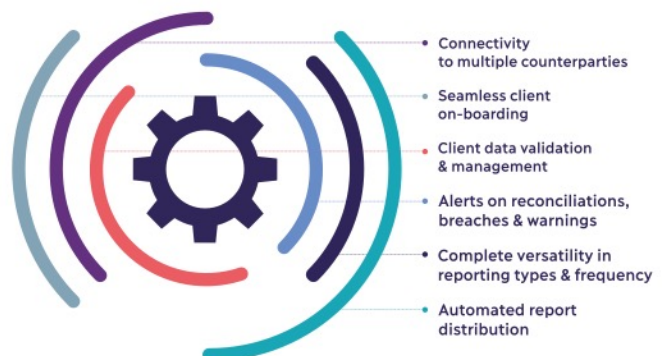 Connectivity
to multiple counterparties
Seamless client
on-boarding
Client data validation
& management
Alerts on reconciliations,
breaches & warnings
Complete versatility in
reporting types & frequency
Automated report
distribution